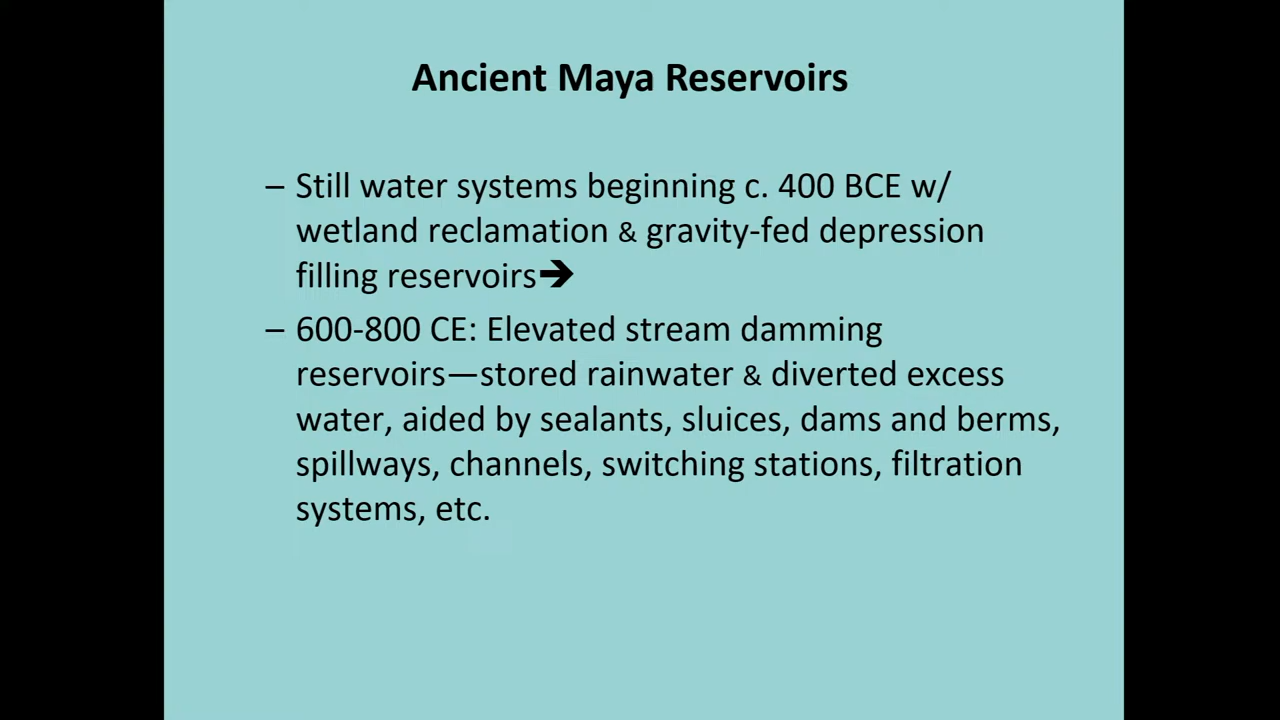 Ancient Maya Reservoirs
– Still water systems beginning c. 400 BCE w/
wetland reclamation & gravity-fed depression
filling reservoirs➔
– 600-800 CE: Elevated stream damming
reservoirs—stored rainwater & diverted excess
water, aided by sealants, sluices, dams and berms,
spillways, channels, switching stations, filtration
systems, etc.